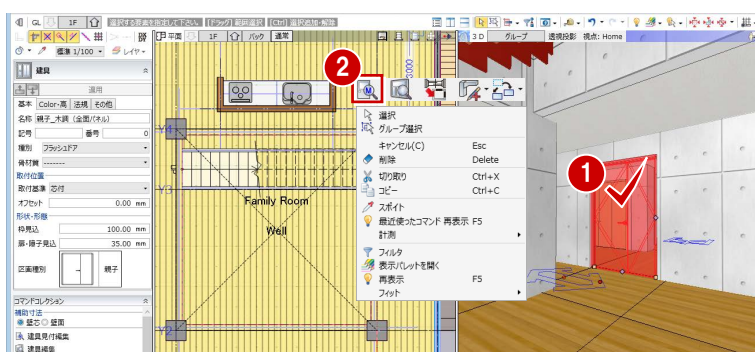 GL 1F 選択する要素を指定して下さい。 [ドラッグ]範囲選択 [Ctrl]選択追加・解除
標準 1/100 レイヤー
平面 1F バック 通常
3D グループ 透視投影 視点: Home
建具
適用
基本 Color・高 法規 その他
名称 親子_木調（全面パネル）
記号 番号 0
種別 フラッシュドア
骨材質 -------
取付位置
取付基準 芯付
オフセット 0.00 mm
形状・形態
枠見込 100.00 mm
扉・障子見込 35.00 mm
区画種別 親子
コマンドコレクション
補助寸法
壁芯 壁面
建具見付編集
建具編集
3,000
Y4
Y3
Y2
Family Room
Well
2
M
選択
グループ選択
キャンセル(C) Esc
削除 Delete
切り取り Ctrl+X
コピー Ctrl+C
スポイト
最近使ったコマンド 再表示 F5
計測
フィルタ
表示パレットを開く
再表示 F5
フィット
1